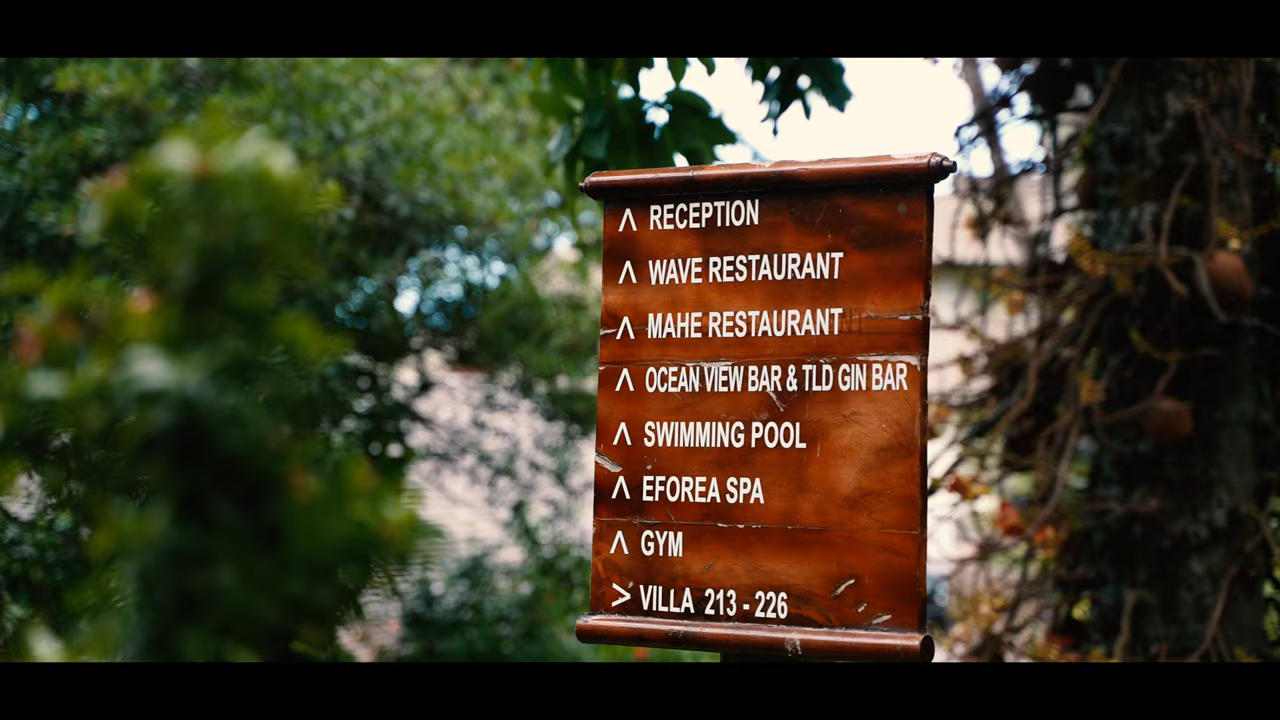 ∧ RECEPTION
∧ WAVE RESTAURANT
∧ MAHE RESTAURANT
∧ OCEAN VIEW BAR & TLD GIN BAR
∧ SWIMMING POOL
∧ EFOREA SPA
∧ GYM
> VILLA 213 - 226